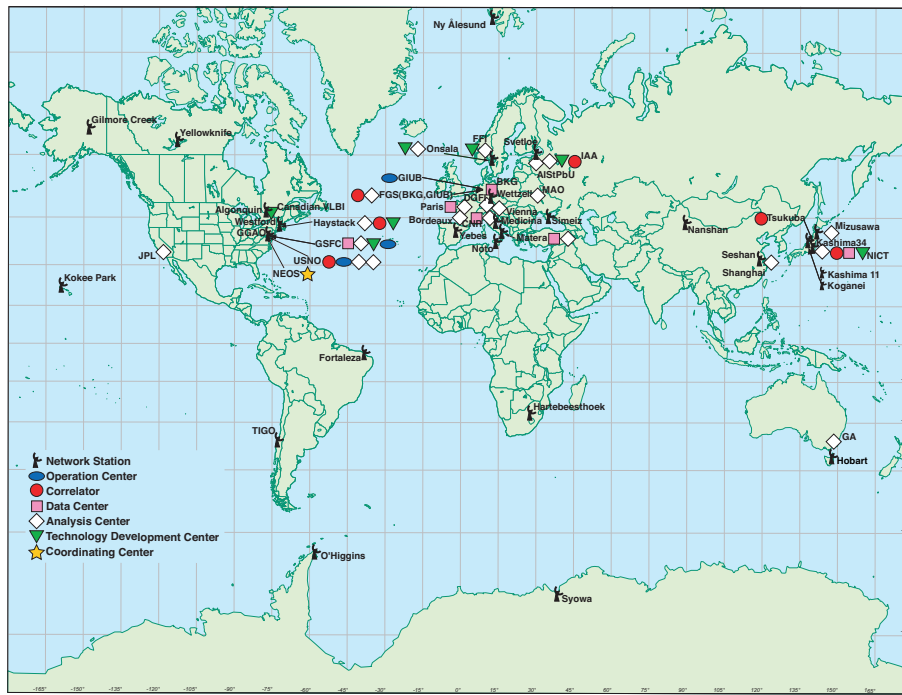 Ny Ålesund
Gilmore Creek
Yellowknife
Onsala
FFI
Svetloe
IAA
AIStPbU
GIUB
BKG
FGS(BKG,GIUB)
DGFI
Wettzell
MAO
Algonquin
Canadian VLBI
Paris
Vienna
Westford
Haystack
Bordeaux
CNR
Medicina
Simeiz
Tsukuba
Mizusawa
GGAO
GSFC
Yebes
Noto
Matera
Nanshan
Kashima34
JPL
USNO
Seshan
NICT
NEOS
Shanghai
Kashima 11
Kokee Park
Koganei
Fortaleza
Hartebeesthoek
TIGO
GA
Hobart
Network Station
Operation Center
Correlator
Data Center
Analysis Center
Technology Development Center
Coordinating Center
O'Higgins
Syowa
-165° -150° -135° -120° -105° -90° -75° -60° -45° -30° -15° 0° 15° 30° 45° 60° 75° 90° 105° 120° 135° 150° 165°